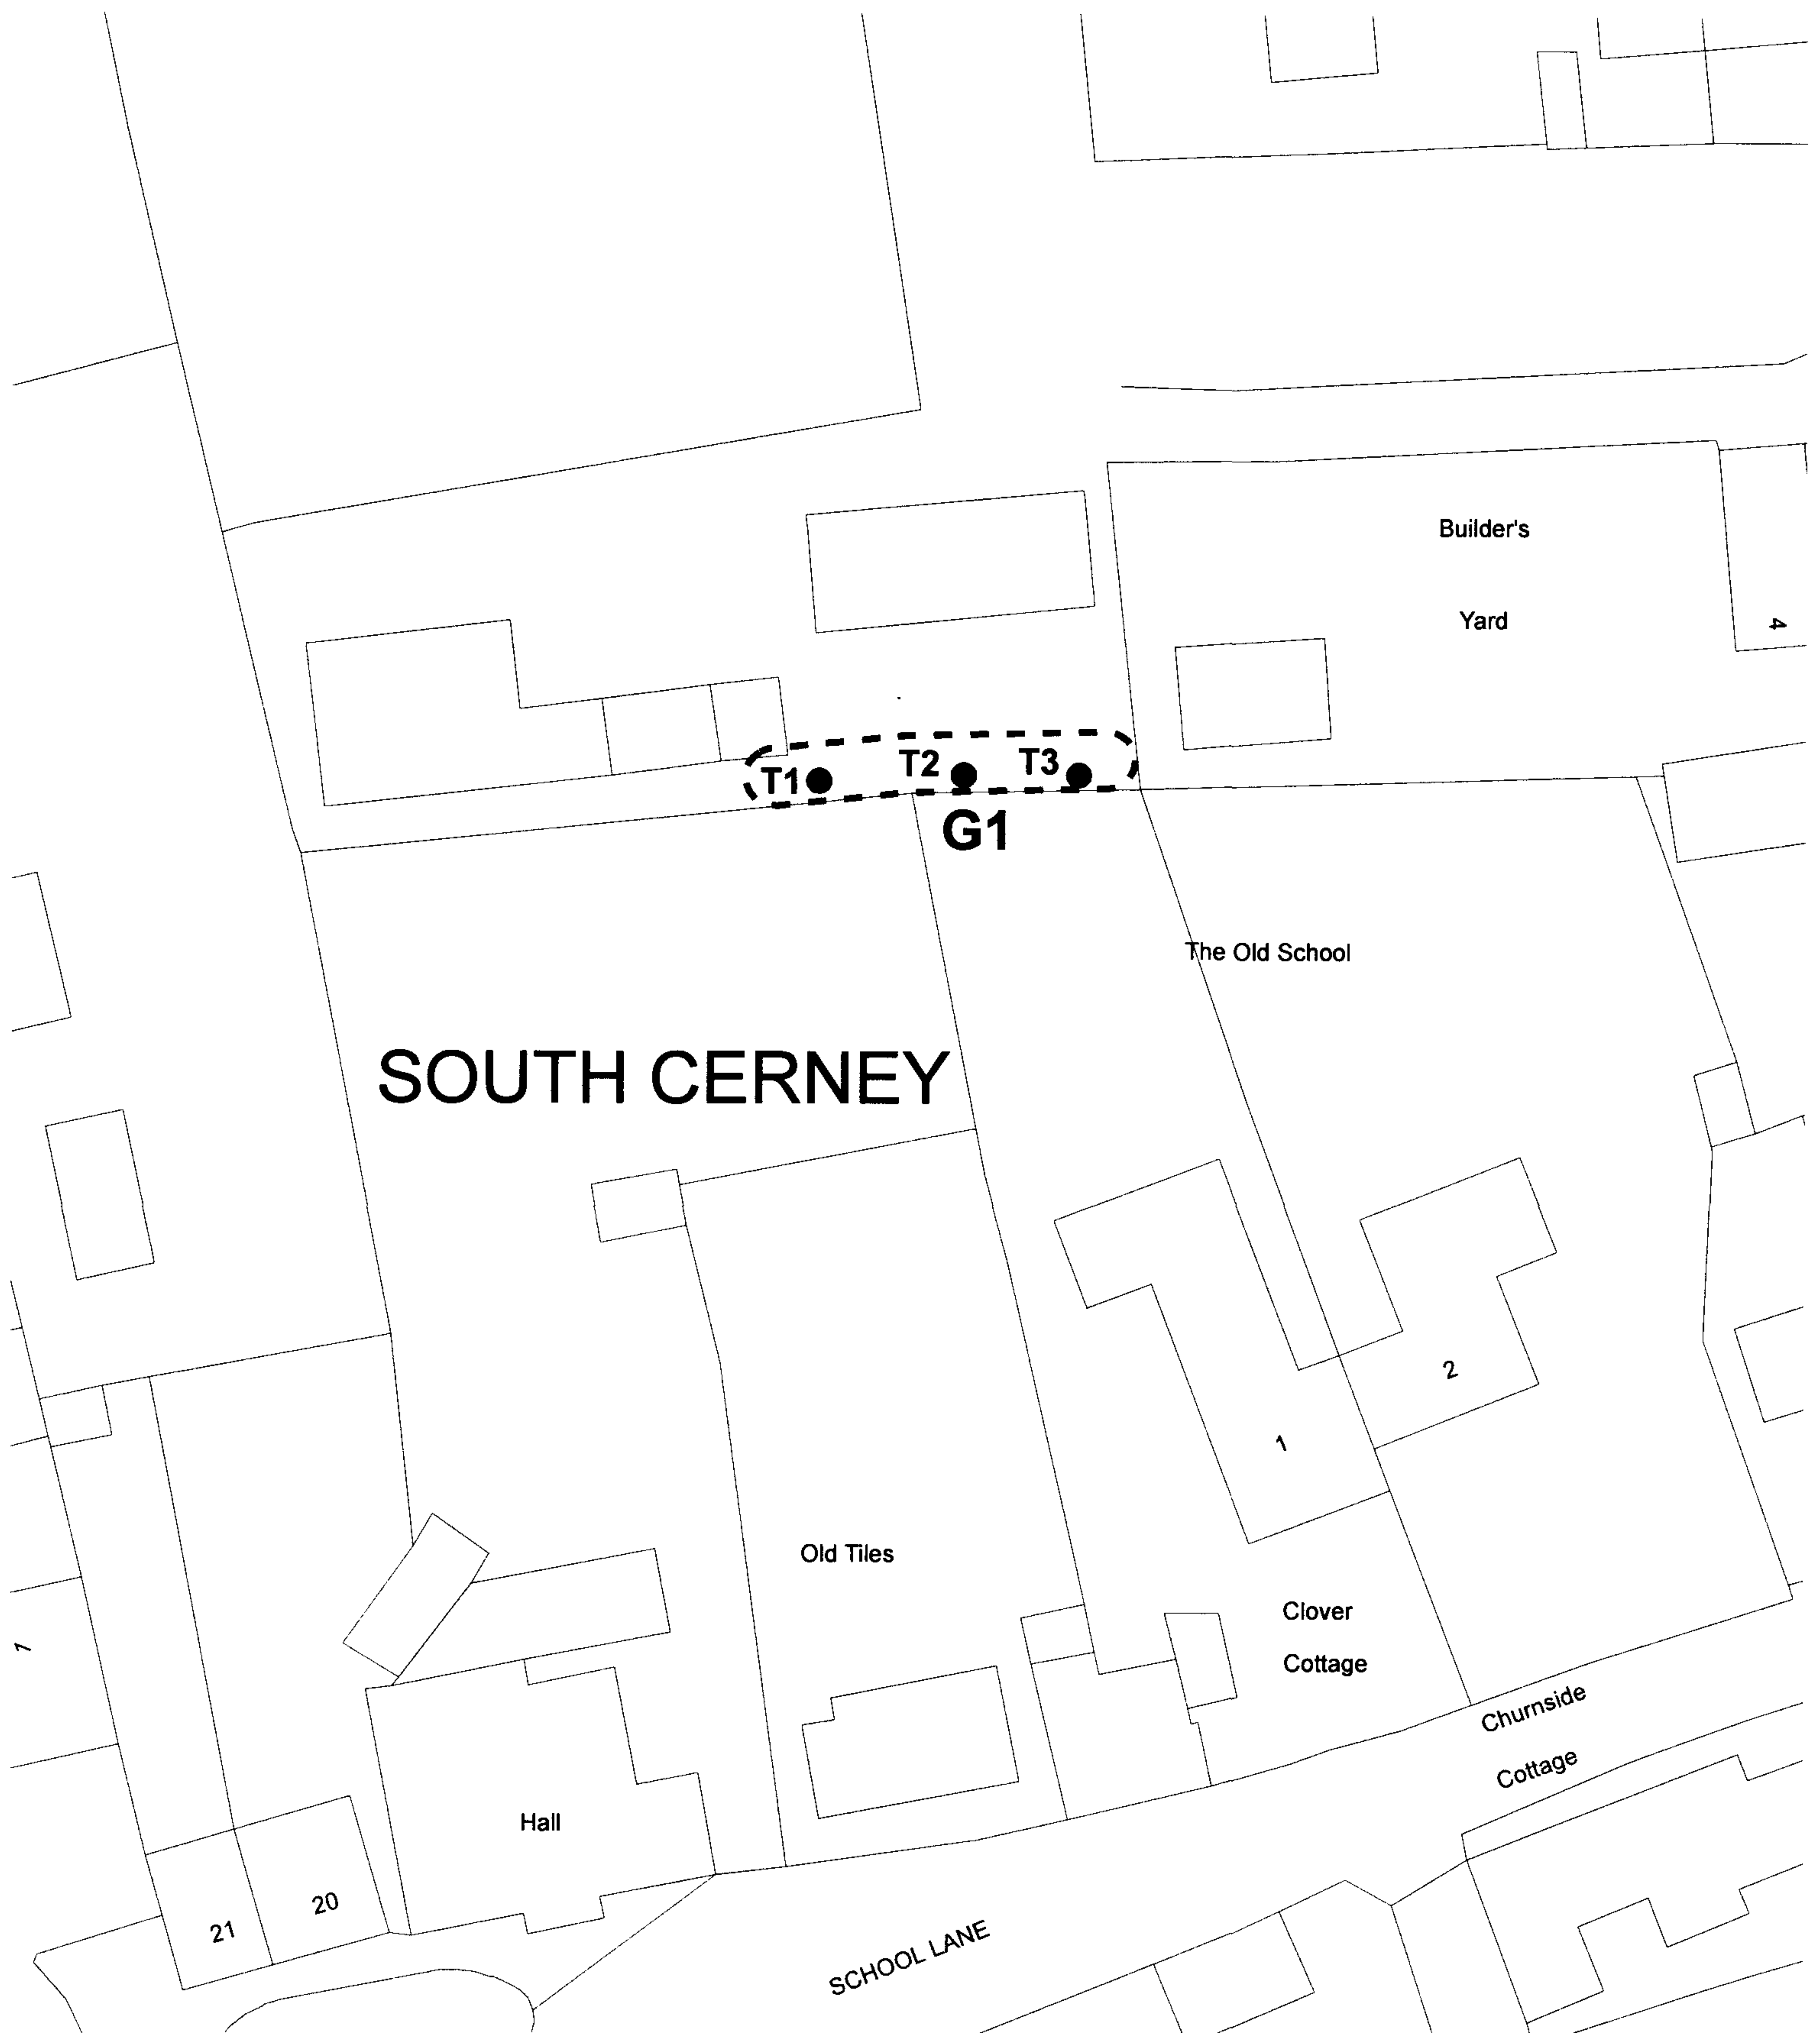 Builder's
Yard
4
T1
T2
T3
G1
The Old School
SOUTH CERNEY
2
1
Old Tiles
Clover
Cottage
7
Churnside
Cottage
Hall
20
21
SCHOOL LANE